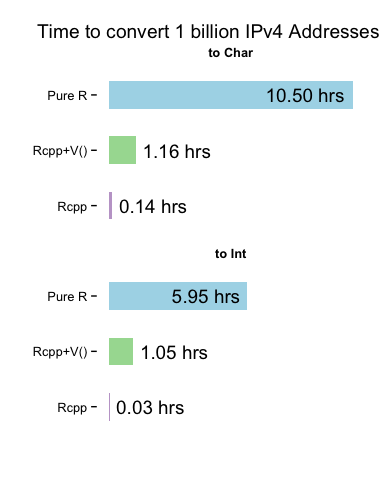 Time to convert 1 billion IPv4 Addresses
to Char
Pure R
10.50 hrs
Rcpp+V()
1.16 hrs
Rcpp
0.14 hrs
to Int
Pure R
5.95 hrs
Rcpp+V()
1.05 hrs
Rcpp
0.03 hrs